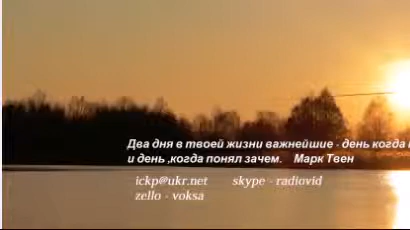 Два дня в твоей жизни важнейшие - день когда
и день ,когда понял зачем. Марк Твен
ickp@ukr.net skype - radiovid
zello - voksa